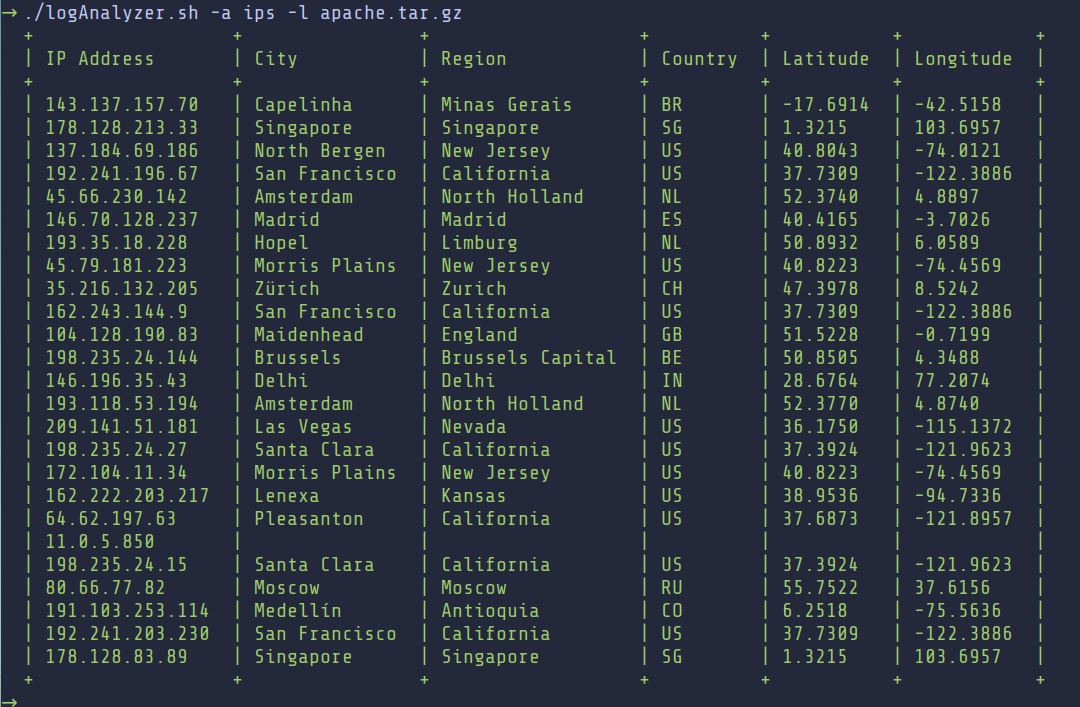 → ./logAnalyzer.sh -a ips -l apache.tar.gz
+ + + + + + +
| IP Address | City | Region | Country | Latitude | Longitude |
+ + + + + + +
| 143.137.157.70 | Capelinha | Minas Gerais | BR | -17.6914 | -42.5158 |
| 178.128.213.33 | Singapore | Singapore | SG | 1.3215 | 103.6957 |
| 137.184.69.186 | North Bergen | New Jersey | US | 40.8043 | -74.0121 |
| 192.241.196.67 | San Francisco | California | US | 37.7309 | -122.3886 |
| 45.66.230.142 | Amsterdam | North Holland | NL | 52.3740 | 4.8897 |
| 146.70.128.237 | Madrid | Madrid | ES | 40.4165 | -3.7026 |
| 193.35.18.228 | Hopel | Limburg | NL | 50.8932 | 6.0589 |
| 45.79.181.223 | Morris Plains | New Jersey | US | 40.8223 | -74.4569 |
| 35.216.132.205 | Zürich | Zurich | CH | 47.3978 | 8.5242 |
| 162.243.144.9 | San Francisco | California | US | 37.7309 | -122.3886 |
| 104.128.190.83 | Maidenhead | England | GB | 51.5228 | -0.7199 |
| 198.235.24.144 | Brussels | Brussels Capital | BE | 50.8505 | 4.3488 |
| 146.196.35.43 | Delhi | Delhi | IN | 28.6764 | 77.2074 |
| 193.118.53.194 | Amsterdam | North Holland | NL | 52.3770 | 4.8740 |
| 209.141.51.181 | Las Vegas | Nevada | US | 36.1750 | -115.1372 |
| 198.235.24.27 | Santa Clara | California | US | 37.3924 | -121.9623 |
| 172.104.11.34 | Morris Plains | New Jersey | US | 40.8223 | -74.4569 |
| 162.222.203.217 | Lenexa | Kansas | US | 38.9536 | -94.7336 |
| 64.62.197.63 | Pleasanton | California | US | 37.6873 | -121.8957 |
| 11.0.5.850 | | | | | |
| 198.235.24.15 | Santa Clara | California | US | 37.3924 | -121.9623 |
| 80.66.77.82 | Moscow | Moscow | RU | 55.7522 | 37.6156 |
| 191.103.253.114 | Medellín | Antioquia | CO | 6.2518 | -75.5636 |
| 192.241.203.230 | San Francisco | California | US | 37.7309 | -122.3886 |
| 178.128.83.89 | Singapore | Singapore | SG | 1.3215 | 103.6957 |
+ + + + + + +
→